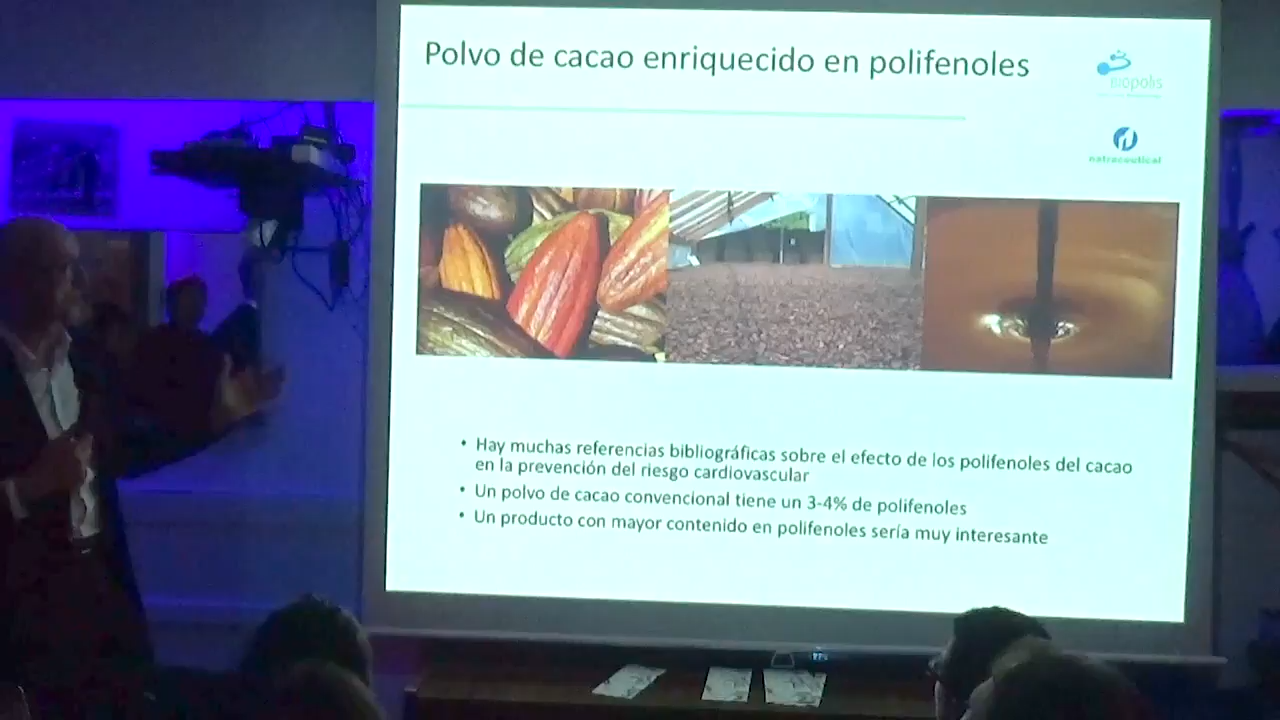 Polvo de cacao enriquecido en polifenoles
Biópolis
natraceutical
• Hay muchas referencias bibliográficas sobre el efecto de los polifenoles del cacao
en la prevención del riesgo cardiovascular
• Un polvo de cacao convencional tiene un 3-4% de polifenoles
• Un producto con mayor contenido en polifenoles sería muy interesante